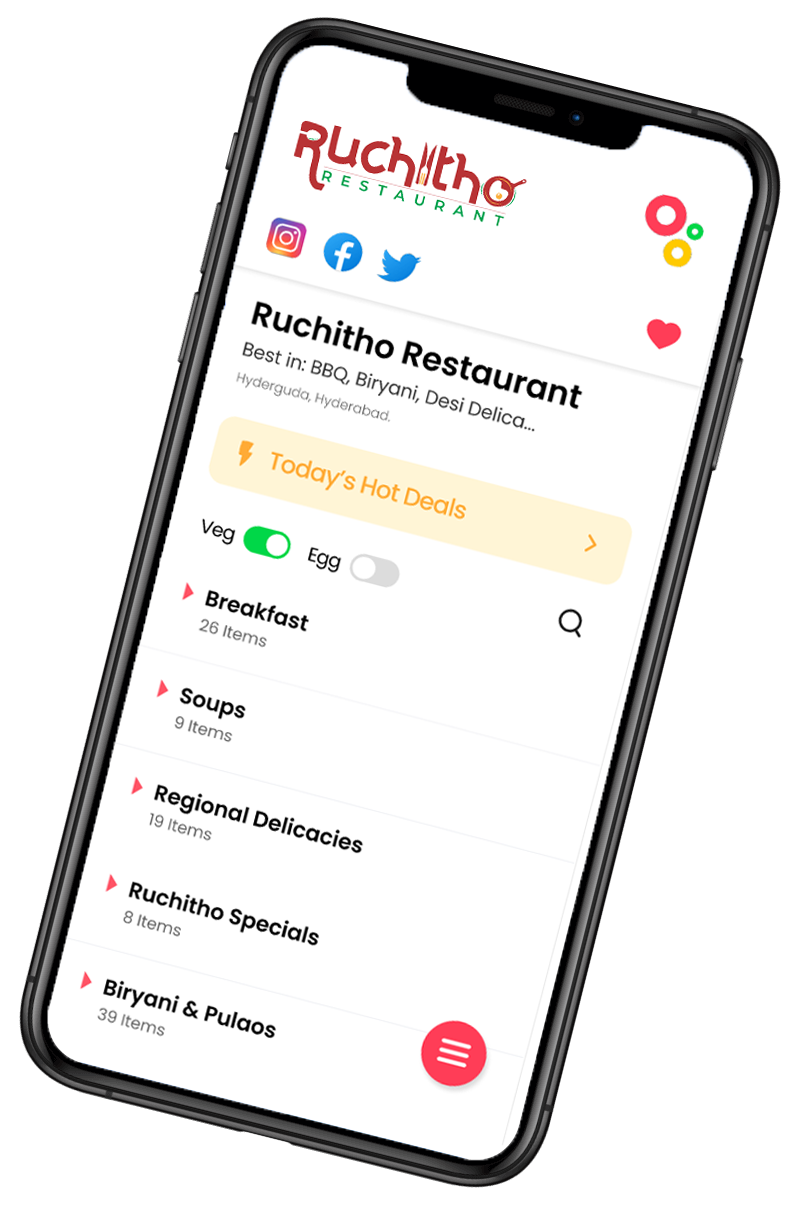 Ruchitho
RESTAURANT
Ruchitho Restaurant
Best in: BBQ, Biryani, Desi Delica...
Hyderguda, Hyderabad.
Today's Hot Deals
Veg Egg
Breakfast
26 Items
Soups
9 Items
Regional Delicacies
19 Items
Ruchitho Specials
8 Items
Biryani & Pulaos
39 Items